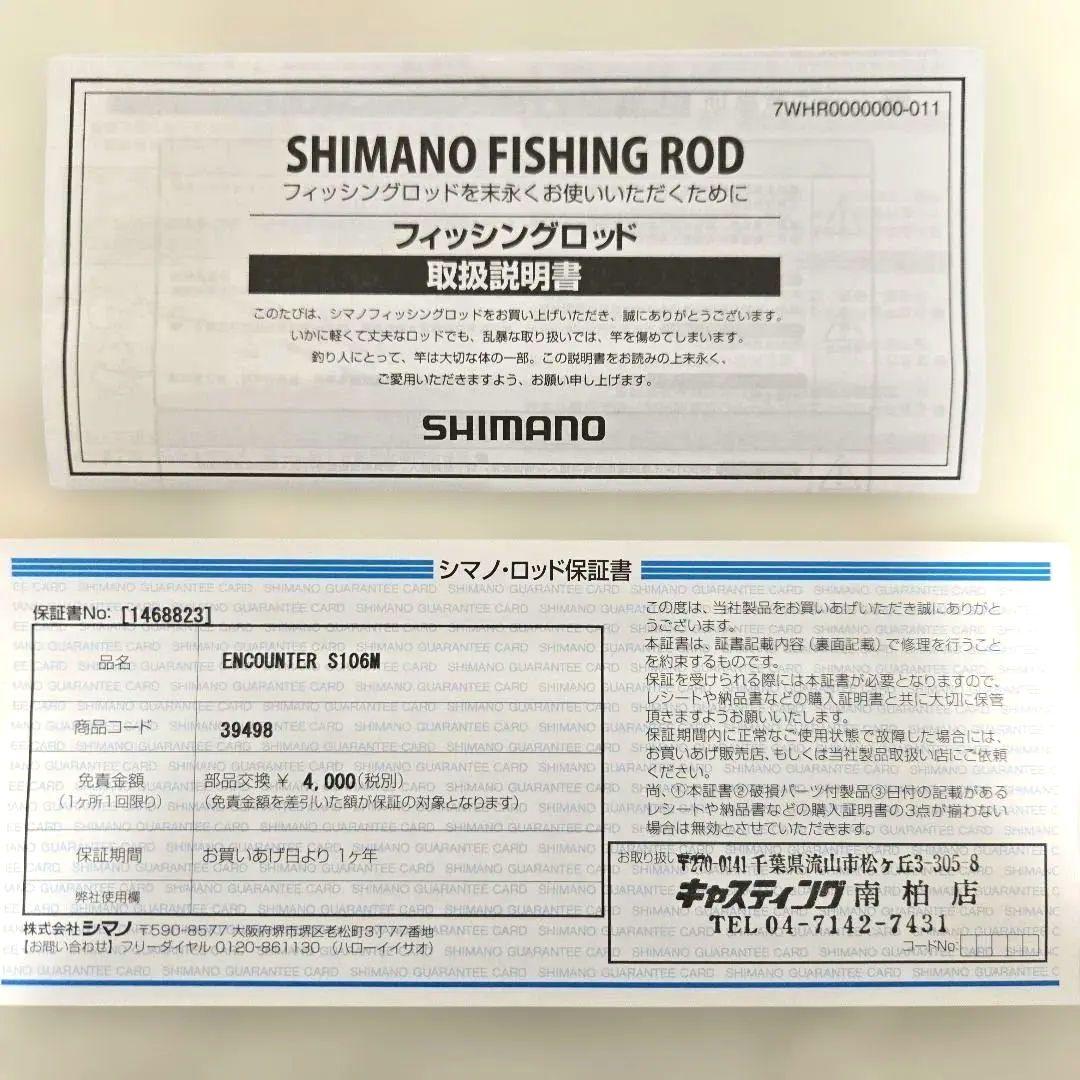 7WHR0000000-011
SHIMANO FISHING ROD
フィッシングロッドを末永くお使いいただくために
フィッシングロッド
取扱説明書
このたびは、シマノフィッシングロッドをお買い上げいただき、誠にありがとうございます。
いかに軽くて丈夫なロッドでも、乱暴な取り扱いでは、竿を傷めてしまいます。
釣り人にとって、竿は大切な体の一部。この説明書をお読みの上末永く、
ご愛用いただきますよう、お願い申し上げます。
SHIMANO
シマノ・ロッド保証書
保証書No: [1468823]
品名 ENCOUNTER S106M
商品コード 39498
免責金額 部品交換 ¥ 4,000(税別)
(1ヶ所1回限り) (免責金額を差引いた額が保証の対象となります)
保証期間 お買いあげ日より 1ヶ年
弊社使用欄
株式会社シマノ 〒590-8577 大阪府堺市堺区老松町3丁77番地
【お問い合わせ】フリーダイヤル 0120-861130 (ハローイイサオ)
この度は、当社製品をお買いあげいただき誠にありがと
うございます。
本証書は、証書記載内容(裏面記載)で修理を行うこと
を約束するものです。
保証を受けられる際には本証書が必要となりますので、
レシートや納品書などの購入証明書と共に大切に保管
頂きますようお願いいたします。
保証期間内に正常なご使用状態で故障した場合には、
お買いあげ販売店、もしくは当社製品取扱い店にご依頼
ください。
尚、①本証書②破損パーツ付製品③日付の記載がある
レシートや納品書などの購入証明書の3点が揃わない
場合は無効とさせていただきます。
お取り扱い
〒270-0141 千葉県流山市松ヶ丘3-305-8
キャスティング 南柏店
TEL 04-7142-7431
コードNo: